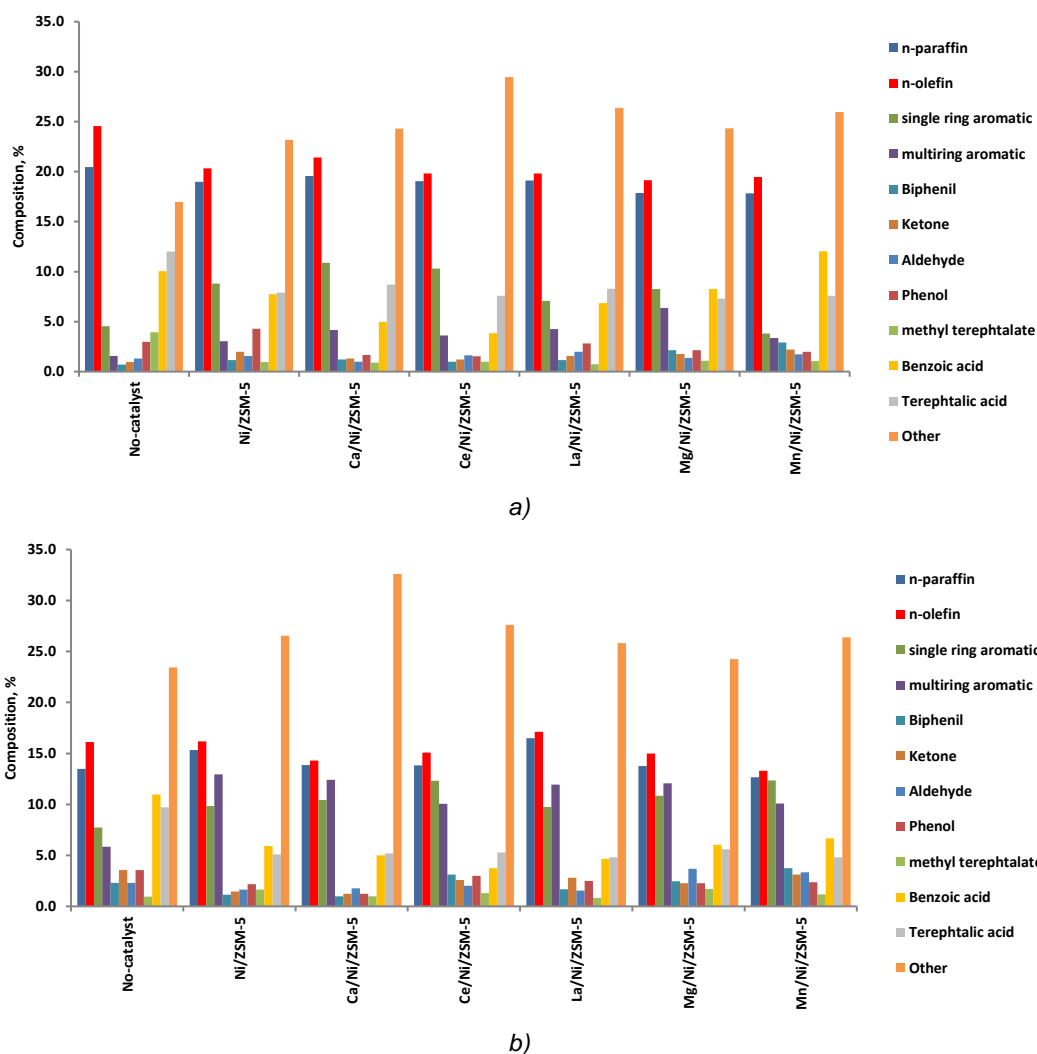 35.0
30.0
25.0
20.0
15.0
10.0
5.0
0.0
Composition, %
No-catalyst
Ni/ZSM-5
Ca/Ni/ZSM-5
Ce/Ni/ZSM-5
La/Ni/ZSM-5
Mg/Ni/ZSM-5
Mn/Ni/ZSM-5
n-paraffin
n-olefin
single ring aromatic
multiring aromatic
Biphenil
Ketone
Aldehyde
Phenol
methyl terephtalate
Benzoic acid
Terephtalic acid
Other
a)
35.0
30.0
25.0
20.0
15.0
10.0
5.0
0.0
Composition, %
No-catalyst
Ni/ZSM-5
Ca/Ni/ZSM-5
Ce/Ni/ZSM-5
La/Ni/ZSM-5
Mg/Ni/ZSM-5
Mn/Ni/ZSM-5
n-paraffin
n-olefin
single ring aromatic
multiring aromatic
Biphenil
Ketone
Aldehyde
Phenol
methyl terephtalate
Benzoic acid
Terephtalic acid
Other
b)